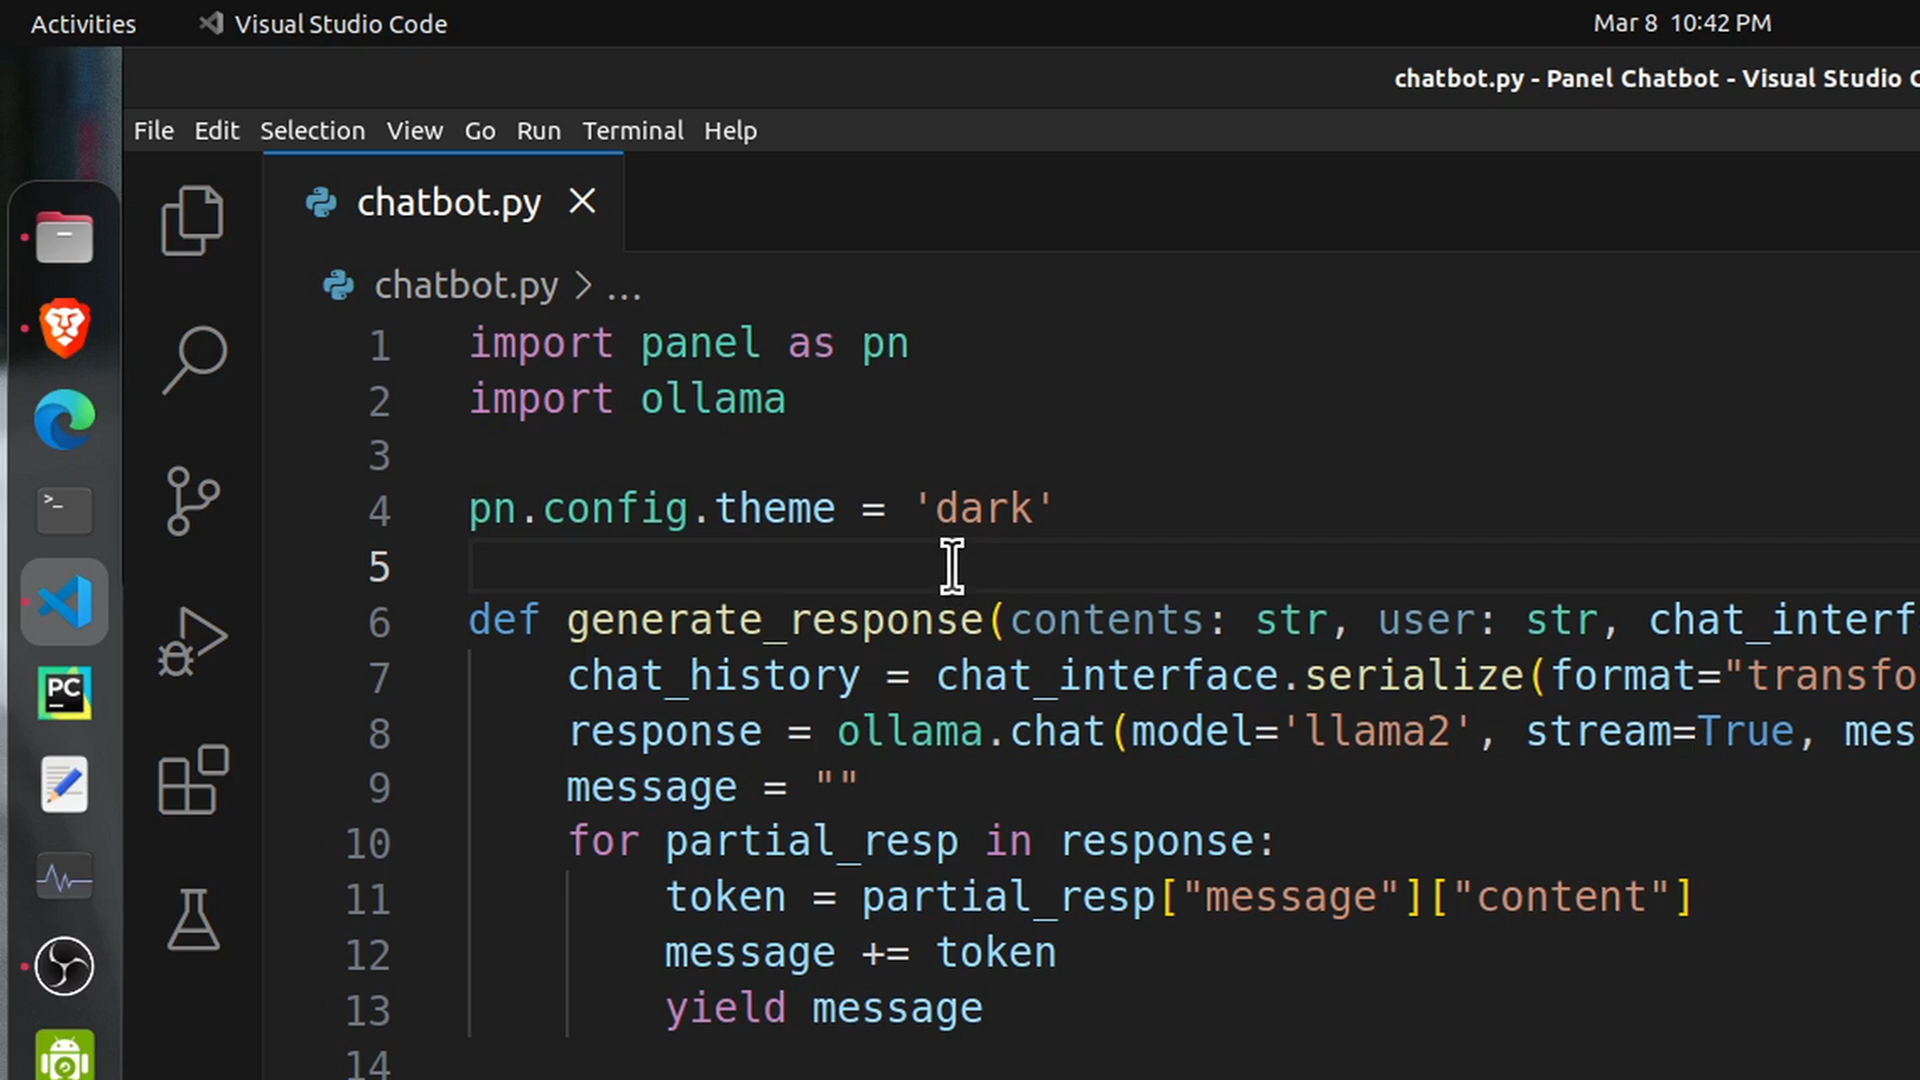 Activities
Visual Studio Code
Mar 8 10:42 PM
chatbot.py - Panel Chatbot - Visual Studio
File Edit Selection View Go Run Terminal Help
chatbot.py
chatbot.py > ...
1 import panel as pn
2 import ollama
3
4 pn.config.theme = 'dark'
5
6 def generate_response(contents: str, user: str, chat_interf
7 chat_history = chat_interface.serialize(format="transfo
8 response = ollama.chat(model='llama2', stream=True, mes
9 message = ""
10 for partial_resp in response:
11 token = partial_resp["message"]["content"]
12 message += token
13 yield message
14
>_
PC